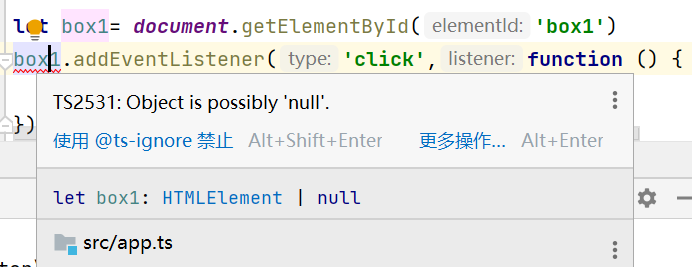 let box1= document.getElementById( elementId: 'box1')
box1.addEventListener( type: 'click', listener: function () {
TS2531: Object is possibly 'null'.
使用 @ts-ignore 禁止 Alt+Shift+Enter 更多操作... Alt+Enter
})
let box1: HTMLElement | null
src/app.ts